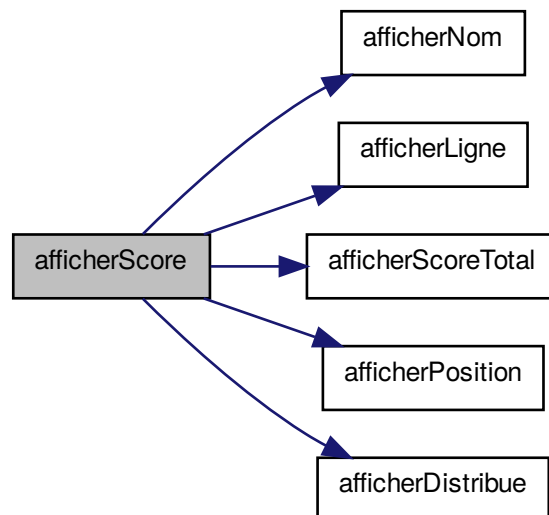 afficherNom
afficherLigne
afficherScore
afficherScoreTotal
afficherPosition
afficherDistribue